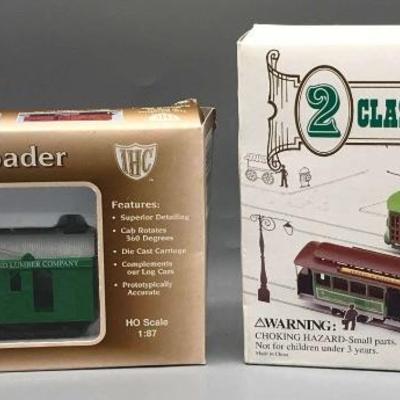 oader
IHC
Features:
• Superior Detailing
• Cab Rotates
360 Degrees
• Die Cast Carriage
• Complements
our Log Cars
• Prototypically
Accurate
LUMBER COMPANY
HO Scale
1:87
2 CLA
⚠WARNING:
CHOKING HAZARD-Small parts.
Not for children under 3 years.
Made in China